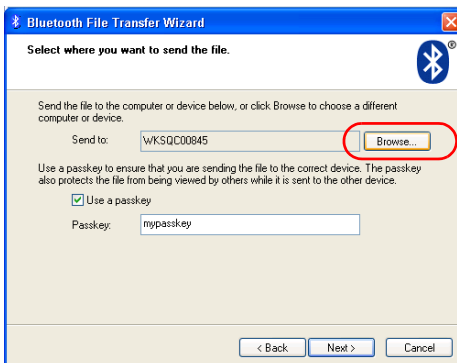 Bluetooth File Transfer Wizard
Select where you want to send the file.
®
Send the file to the computer or device below, or click Browse to choose a different
computer or device.
Send to: WKSQC00845 Browse...
Use a passkey to ensure that you are sending the file to the correct device. The passkey
also protects the file from being viewed by others while it is sent to the other device.
Use a passkey
Passkey: mypasskey
< Back Next > Cancel